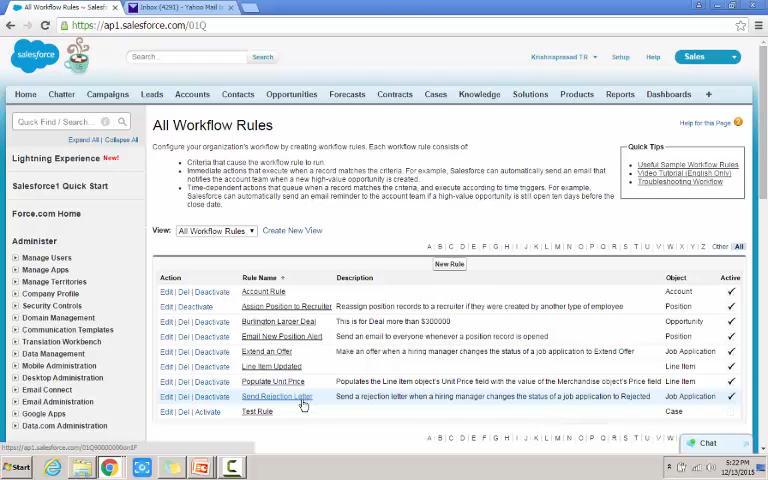 All Workflow Rules ~ Salesf
Inbox (4291) - Yahoo Mail I
https://ap1.salesforce.com/01Q
salesforce
Search...
Search
Krishnaprasad TR
Setup
Help
Sales
Home
Chatter
Campaigns
Leads
Accounts
Contacts
Opportunities
Forecasts
Contracts
Cases
Knowledge
Solutions
Products
Reports
Dashboards
+
Quick Find / Search...
Expand All | Collapse All
Lightning Experience New!
Salesforce1 Quick Start
Force.com Home
Administer
Manage Users
Manage Apps
Manage Territories
Company Profile
Security Controls
Domain Management
Communication Templates
Translation Workbench
Data Management
Mobile Administration
Desktop Administration
Email Connect
Email Administration
Google Apps
Data.com Administration
All Workflow Rules
Help for this Page
Configure your organization's workflow by creating workflow rules. Each workflow rule consists of:
Criteria that cause the workflow rule to run.
Immediate actions that execute when a record matches the criteria. For example, Salesforce can automatically send an email that
notifies the account team when a new high-value opportunity is created.
Time-dependent actions that queue when a record matches the criteria, and execute according to time triggers. For example,
Salesforce can automatically send an email reminder to the account team if a high-value opportunity is still open ten days before the
close date.
Quick Tips
Useful Sample Workflow Rules
Video Tutorial (English Only)
Troubleshooting Workflow
View: All Workflow Rules Create New View
A | B | C | D | E | F | G | H | I | J | K | L | M | N | O | P | Q | R | S | T | U | V | W | X | Y | Z | Other | All
New Rule
Action Rule Name Description Object Active
Edit | Del | Deactivate Account Rule Account
Edit | Deactivate Assign Position to Recruiter Reassign position records to a recruiter if they were created by another type of employee Position
Edit | Del | Deactivate Burlington Larger Deal This is for Deal more than $300000 Opportunity
Edit | Del | Deactivate Email New Position Alert Send an email to everyone whenever a position record is opened Position
Edit | Del | Deactivate Extend an Offer Make an offer when a hiring manager changes the status of a job application to Extend Offer Job Application
Edit | Del | Deactivate Line Item Updated Line Item
Edit | Del | Deactivate Populate Unit Price Populates the Line Item object's Unit Price field with the value of the Merchandise object's Price field Line Item
Edit | Del | Deactivate Send Rejection Letter Send a rejection letter when a hiring manager changes the status of a job application to Rejected Job Application
Edit | Del | Activate Test Rule Case
A | B | C | D | E | F | G | H | I | J | K | L | M | N | O | P | Q | R | S | T
Chat
Start
5:22 PM
12/13/2015